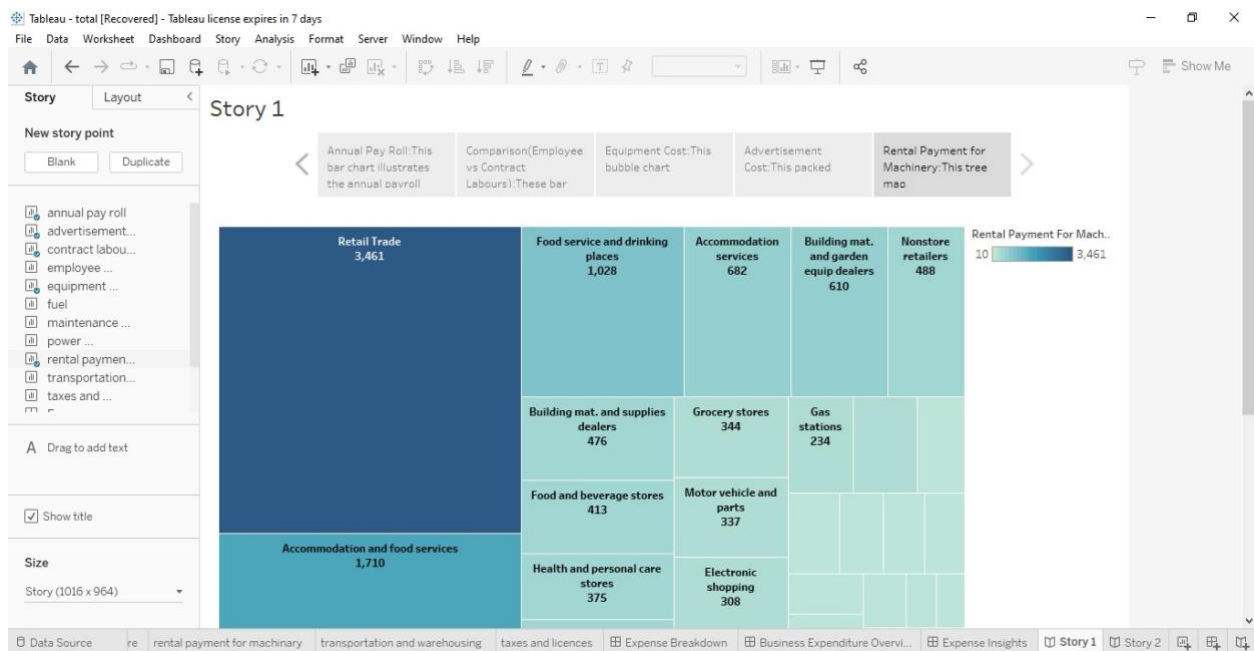 Tableau - total [Recovered] - Tableau license expires in 7 days
File Data Worksheet Dashboard Story Analysis Format Server Window Help
Show Me
Story Layout
New story point
Blank Duplicate
annual pay roll
advertisement...
contract labou...
employee ...
equipment ...
fuel
maintenance ...
power ...
rental paymen...
transportation...
taxes and ...
A Drag to add text
Show title
Size
Story (1016 x 964)
Story 1
Annual Pay Roll:This
bar chart illustrates
the annual payroll
Comparison(Employee
vs Contract
Labours):These bar
Equipment Cost:This
bubble chart
Advertisement
Cost:This packed
Rental Payment for
Machinery:This tree
map
Retail Trade
3,461
Food service and drinking
places
1,028
Accommodation
services
682
Building mat.
and garden
equip dealers
610
Nonstore
retailers
488
Building mat. and supplies
dealers
476
Grocery stores
344
Gas
stations
234
Food and beverage stores
413
Motor vehicle and
parts
337
Accommodation and food services
1,710
Health and personal care
stores
375
Electronic
shopping
308
Rental Payment For Mach..
10 3,461
Data Source re rental payment for machinary transportation and warehousing taxes and licences Expense Breakdown Business Expenditure Overvi... Expense Insights Story 1 Story 2